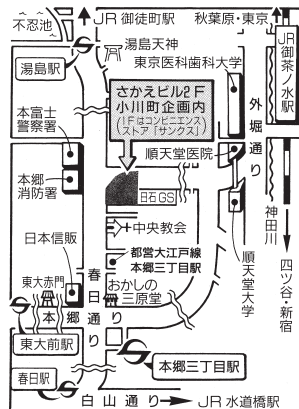 不忍池
JR御徒町駅
秋葉原・東京
湯島天神
東京医科歯科大学
JR御茶ノ水駅
湯島駅
さかえビル2F
小川町企画内
(1Fはコンビニエンス)
(ストア「サンクス」)
外堀通り
本富士
警察署
順天堂医院
本郷
消防署
日石GS
神田川
中央教会
日本信販
都営大江戸線
本郷三丁目駅
順天堂大学
四ツ谷・新宿
東大赤門
春日通り
おかしの
三原堂
本郷通り
東大前駅
本郷三丁目駅
春日駅
白山通り
JR水道橋駅